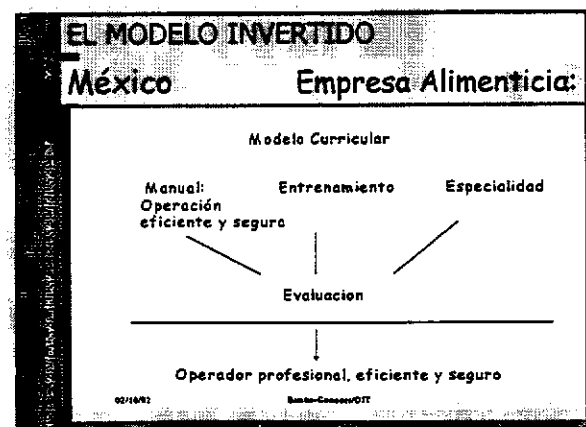 EL MODELO INVERTIDO
México Empresa Alimenticia:
Modelo Curricular
Manual: Entrenamiento Especialidad
Operación
eficiente y segura
Evaluacion
Operador profesional, eficiente y seguro
02/10/02